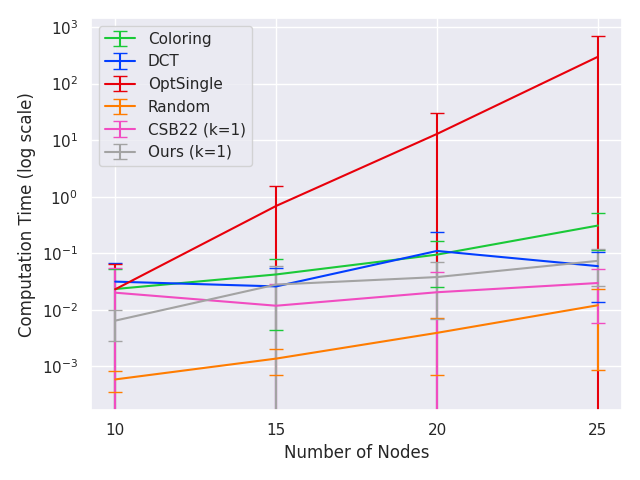 10³
10²
10¹
10⁰
10⁻¹
10⁻²
10⁻³
Computation Time (log scale)
Coloring
DCT
OptSingle
Random
CSB22 (k=1)
Ours (k=1)
10 15 20 25
Number of Nodes